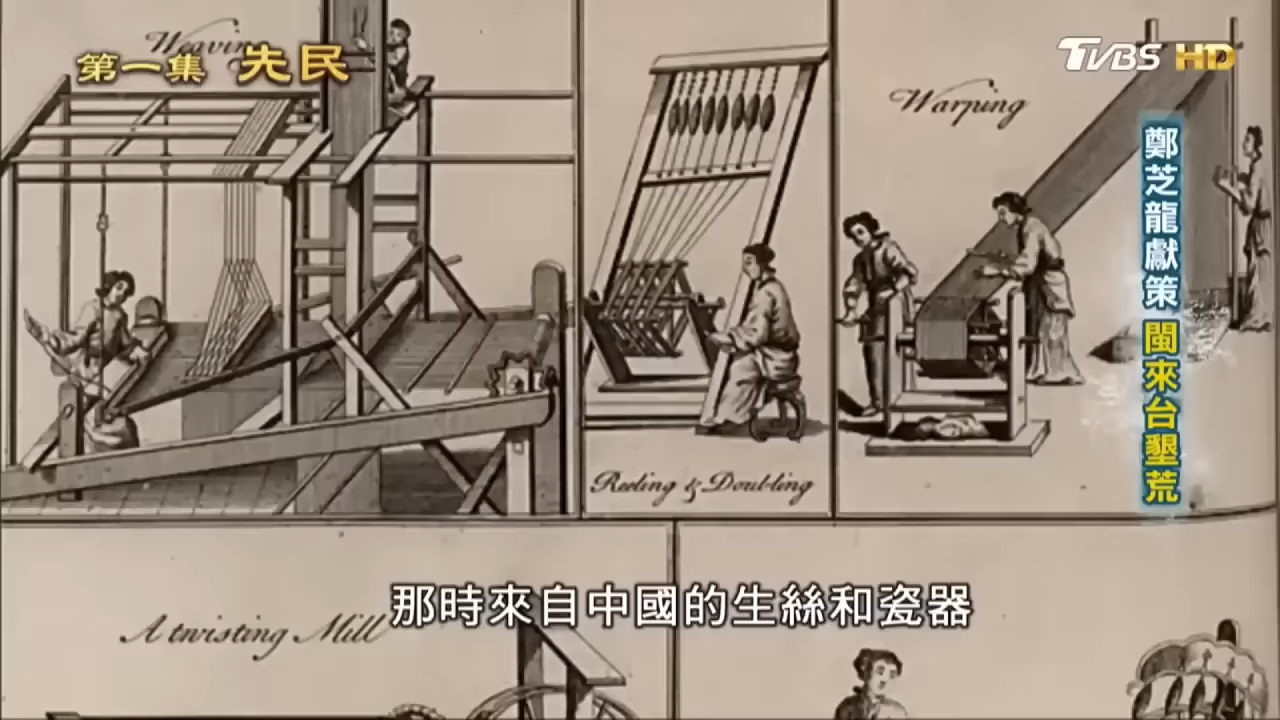 Weaving
第一集 先民
TVBS HD
Warping
鄭芝龍獻策 閩來台墾荒
Reeling & Doubling
那時來自中國的生絲和瓷器
A twisting Mill